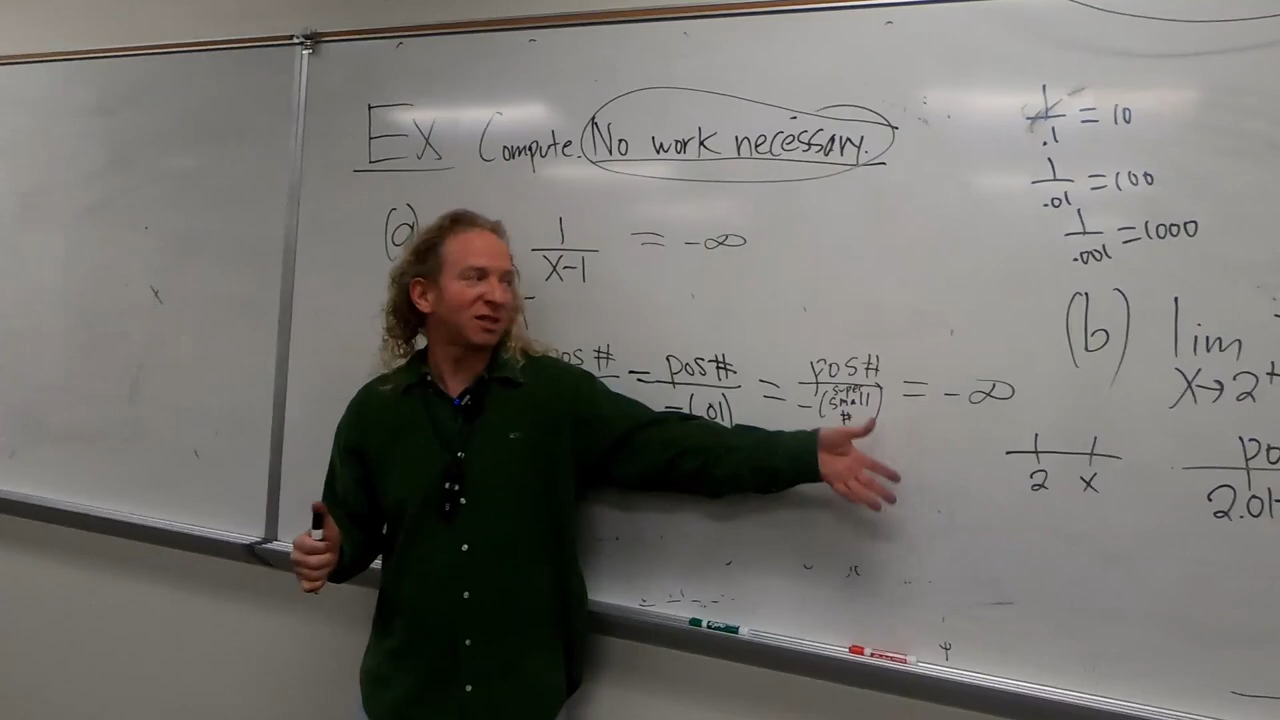 EX Compute. No work necessary.
(a) 1/(X-1) = -∞
pos # = pos#/-(.01) = pos#/-(super small #) = -∞
1/.1 = 10
1/.01 = 100
1/.001 = 1000
(b) lim X→2+
2 X
2.01